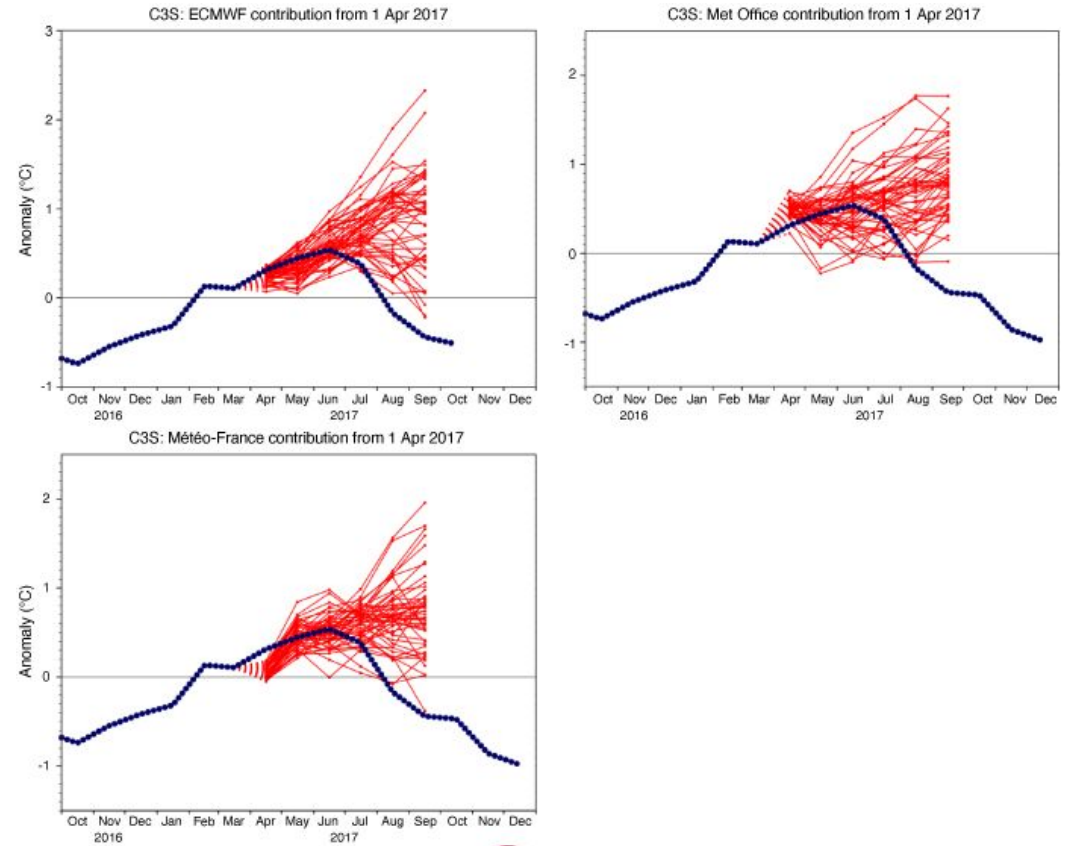 C3S: ECMWF contribution from 1 Apr 2017
3
2
1
0
-1
Anomaly (°C)
Oct Nov Dec Jan Feb Mar Apr May Jun Jul Aug Sep Oct Nov Dec
2016 2017
C3S: Met Office contribution from 1 Apr 2017
2
1
0
-1
Oct Nov Dec Jan Feb Mar Apr May Jun Jul Aug Sep Oct Nov Dec
2016 2017
C3S: Météo-France contribution from 1 Apr 2017
2
1
0
-1
Anomaly (°C)
Oct Nov Dec Jan Feb Mar Apr May Jun Jul Aug Sep Oct Nov Dec
2016 2017